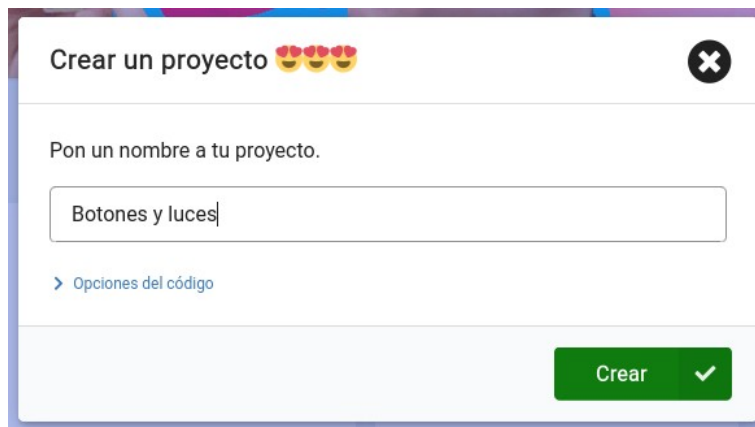 Crear un proyecto 😍😍😍
Pon un nombre a tu proyecto.
Botones y luces
Opciones del código
Crear